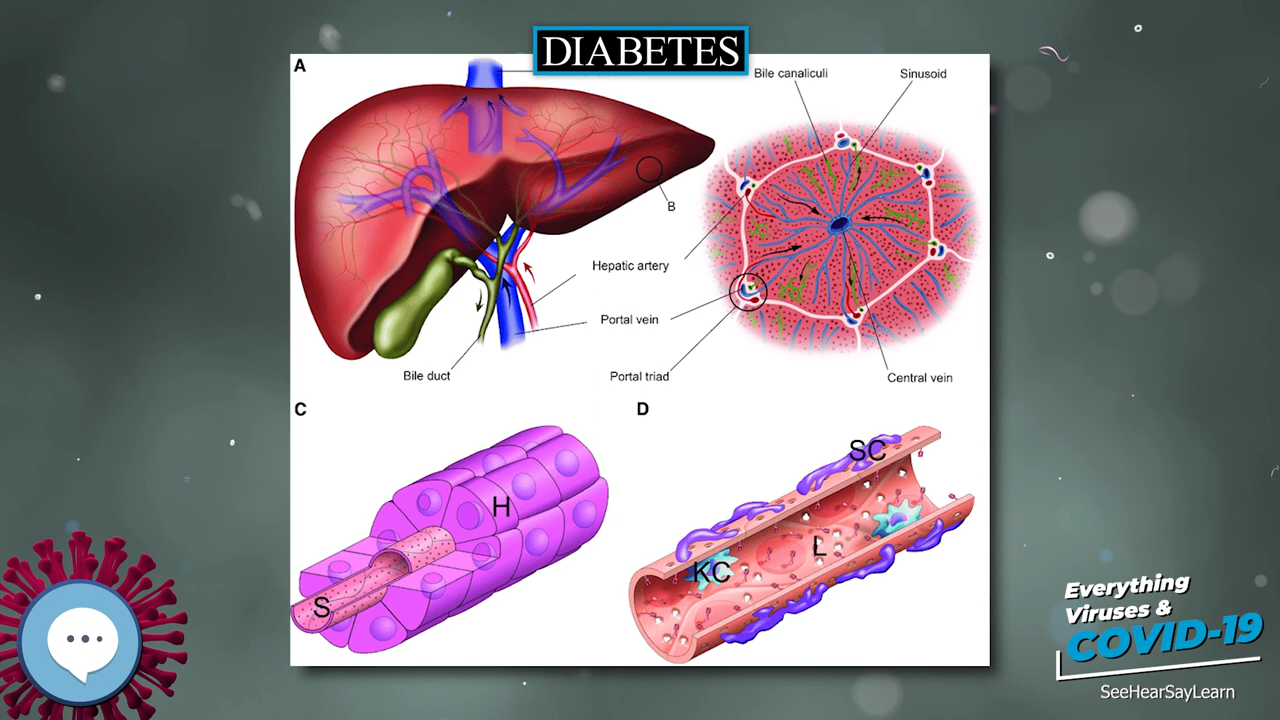 DIABETES
A
Bile canaliculi
Sinusoid
B
Hepatic artery
Portal vein
Bile duct
Portal triad
Central vein
C
D
H
S
SC
L
KC
Everything
Viruses &
COVID-19
SeeHearSayLearn